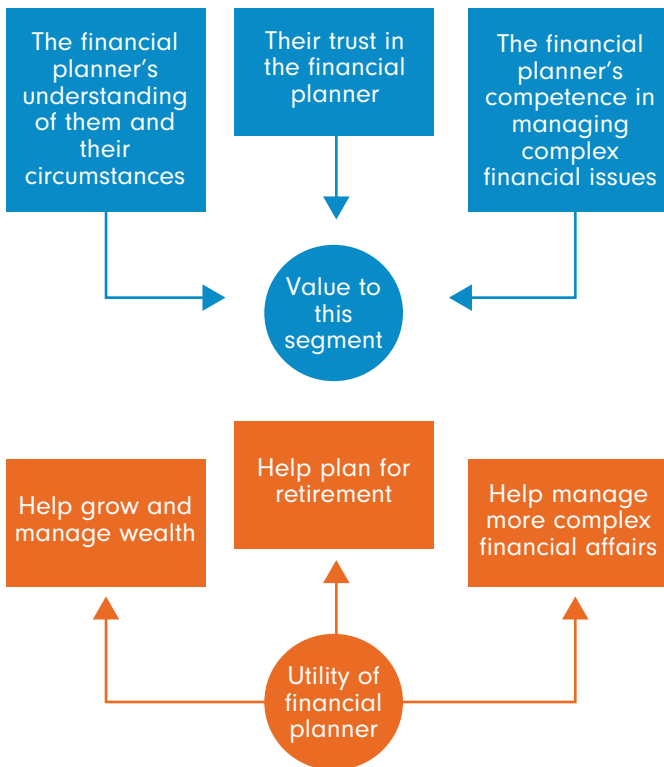 The financial
planner’s
understanding
of them and
their
circumstances
Their trust in
the financial
planner
The financial
planner’s
competence in
managing
complex
financial issues
Value to
this
segment
Help grow and
manage wealth
Help plan for
retirement
Help manage
more complex
financial affairs
Utility of
financial
planner